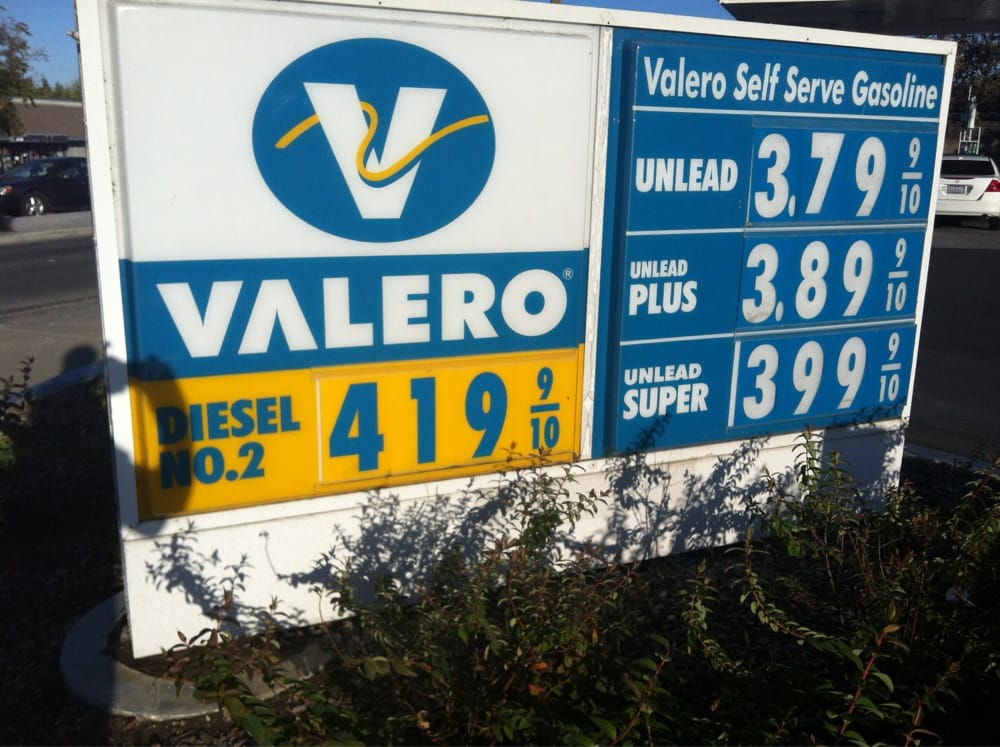 V
VALERO®
DIESEL
NO.2
419 9/10
Valero Self Serve Gasoline
UNLEAD 3.79 9/10
UNLEAD
PLUS
3.89 9/10
UNLEAD
SUPER
399 9/10